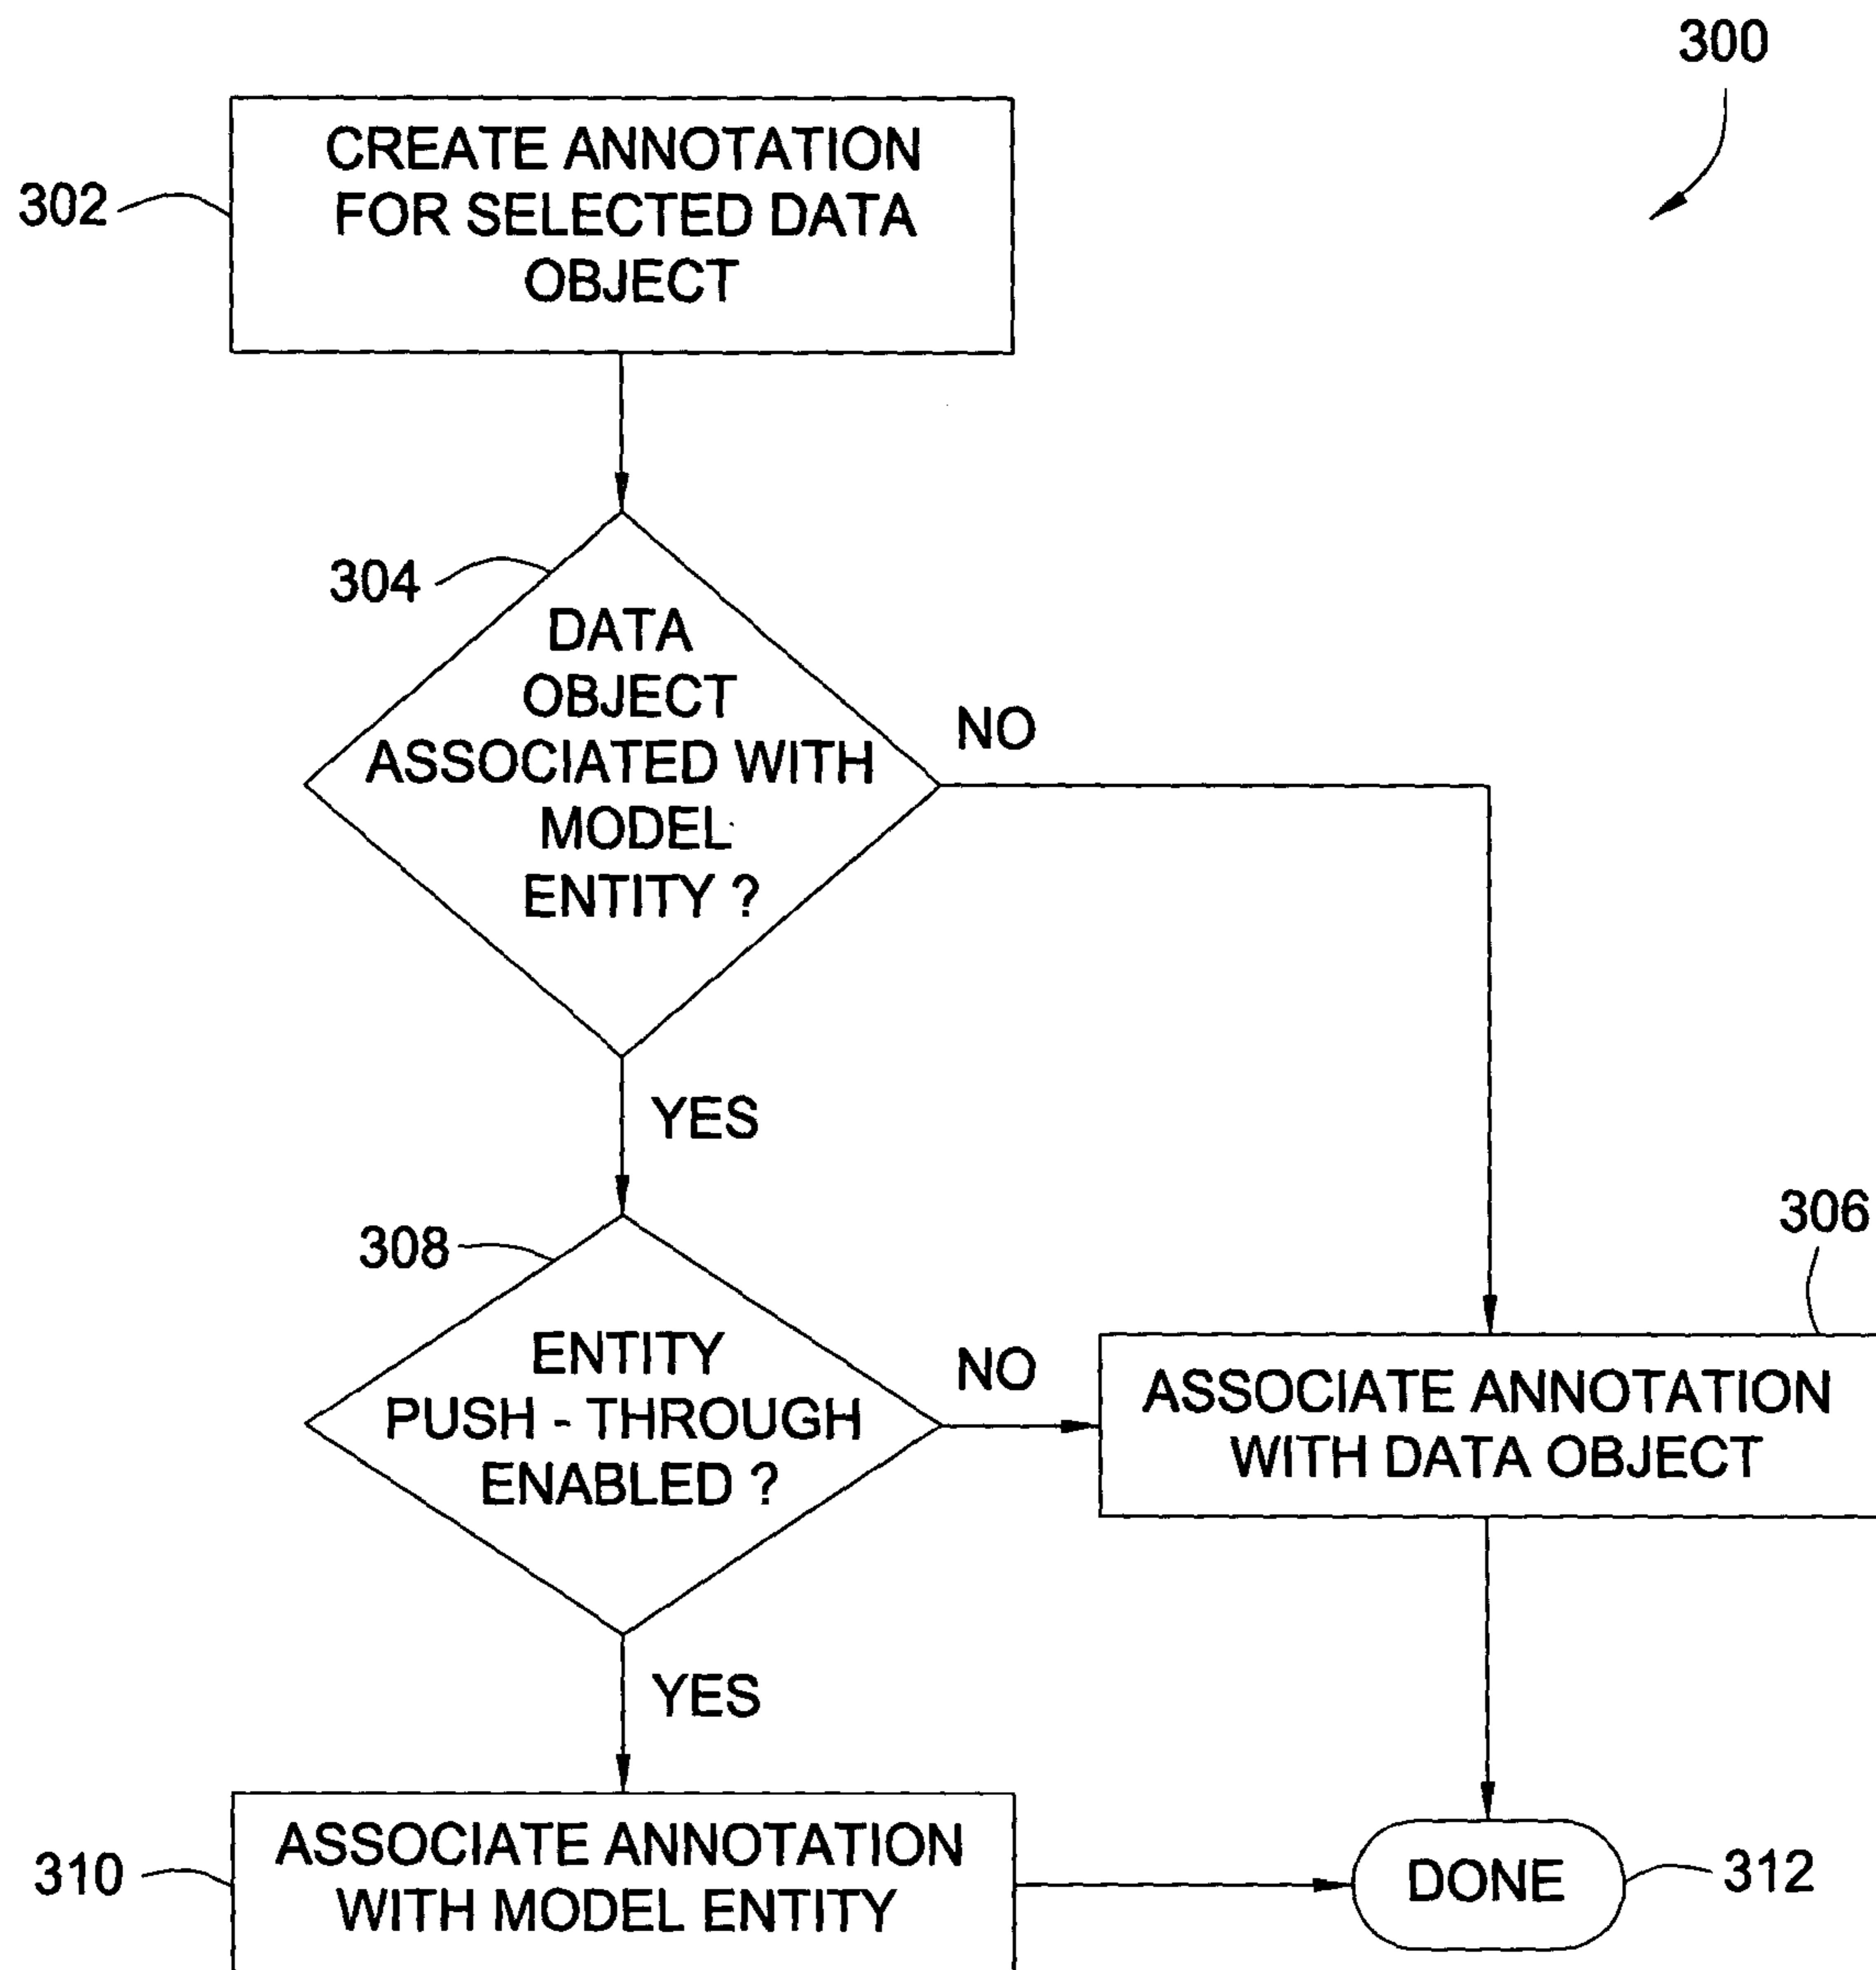 300
302
CREATE ANNOTATION
FOR SELECTED DATA
OBJECT
304
DATA
OBJECT
ASSOCIATED WITH
MODEL
ENTITY ?
NO
YES
308
ENTITY
PUSH - THROUGH
ENABLED ?
NO
306
ASSOCIATE ANNOTATION
WITH DATA OBJECT
YES
310
ASSOCIATE ANNOTATION
WITH MODEL ENTITY
DONE
312